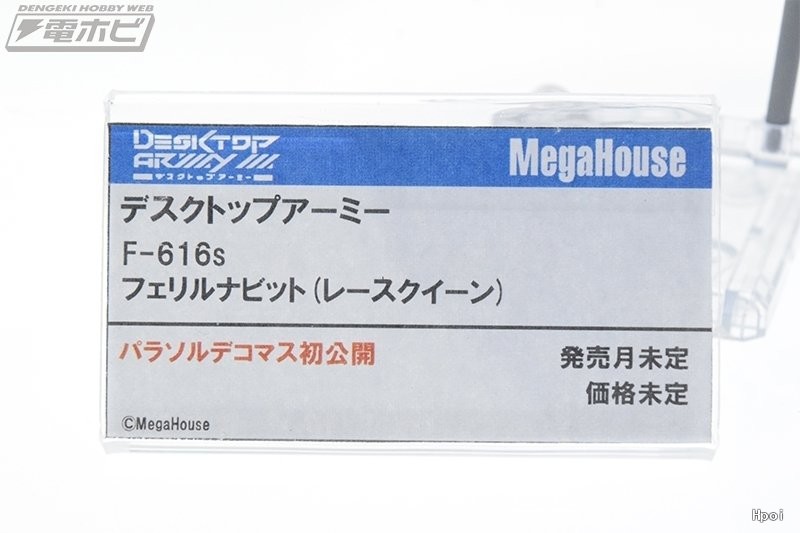 DENGEKI HOBBY WEB
電ホビ
DESKTOP
ARMY
デスクトップアーミー
MegaHouse
デスクトップアーミー
F-616s
フェリルナビット(レースクイーン)
パラソルデコマス初公開
発売月未定
価格未定
©MegaHouse
Hpoi